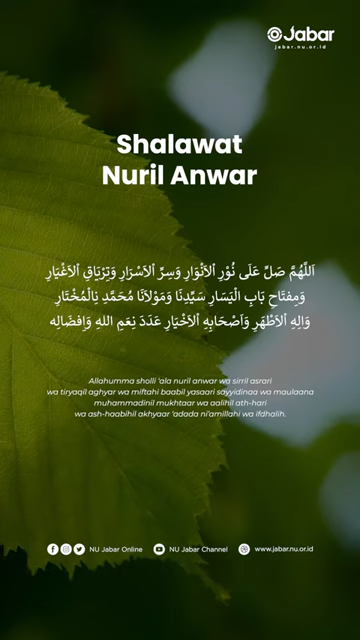 Jabar
jabar.nu.or.id
Shalawat
Nuril Anwar
اَللّٰهُمَّ صَلِّ عَلَى نُوْرِ الْاَنْوَارِ وَسِرِّ الْاَسْرَارِ وَتِرْيَاقِ الْاَغْيَارِ
وَمِفْتَاحِ بَابِ الْيَسَارِ سَيِّدِنَا وَمَوْلَانَا مُحَمَّدِ نِالْمُخْتَارِ
وَاٰلِهِ الْاَطْهَرِ وَاَصْحَابِهِ الْاَخْيَارِ عَدَدَ نِعَمِ اللهِ وَاِفْضَالِه
Allahumma sholli 'ala nuril anwar wa sirril asrari
wa tiryaqil aghyar wa miftahi baabil yasaari sayyidinaa wa maulaana
muhammadinil mukhtaar wa aalihil ath-hari
wa ash-haabihil akhyaar 'adada ni'amillahi wa ifdhalih.
NU Jabar Online NU Jabar Channel www.jabar.nu.or.id